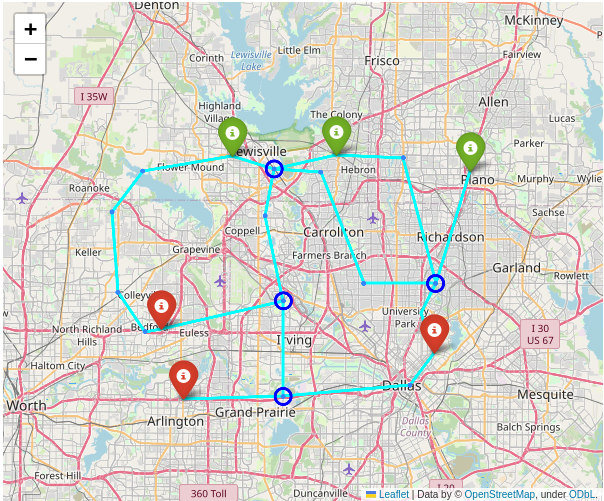 Denton
McKinney
+
−
Lewisville
Lake
Little Elm
Fairview
Corinth
Frisco
I 35W
Allen
Highland
Villag
The Colony
Lucas
Parker
ewisville
Flower Mound
Hebron
Plano
Murphy
Wylie
Roanoke
Sachse
Coppell
Carrollton
Richardson
Keller
Grapevine
Farmers Branch
Garland
Rowlett
olleyvil
University
Park
North Richland
Hills
Bedford
Euless
Irving
I 30
US 67
Haltom City
Dallas
Mesquite
Worth
Arlington
Grand Prairie
Dallas
County
Balch Springs
Forest Hill
360 Toll
Duncanville
I 20
Leaflet | Data by © OpenStreetMap, under ODbL.